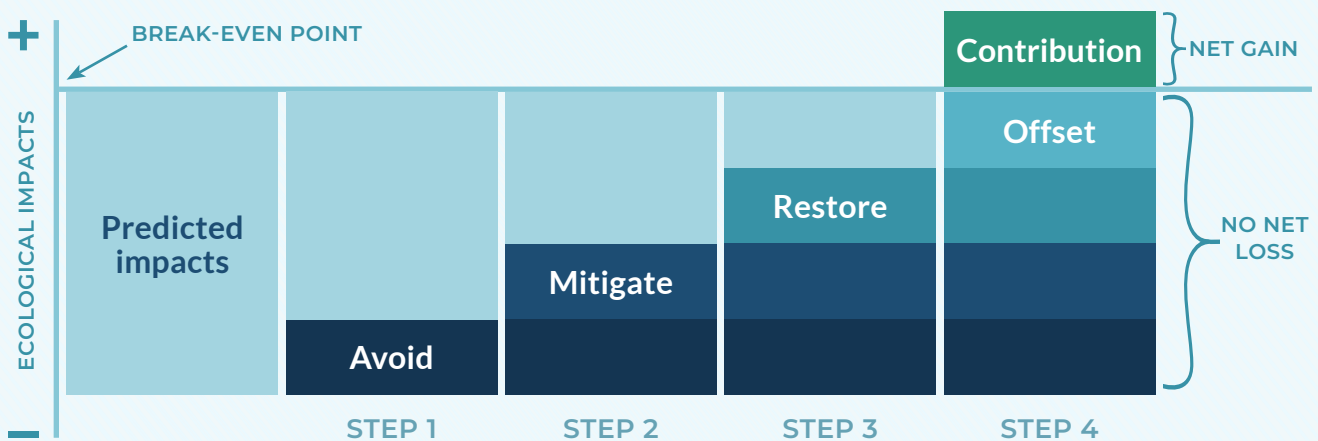 +
BREAK-EVEN POINT
ECOLOGICAL IMPACTS
Predicted
impacts
Avoid
Mitigate
Restore
Contribution
Offset
NET GAIN
NO NET
LOSS
STEP 1
STEP 2
STEP 3
STEP 4
−